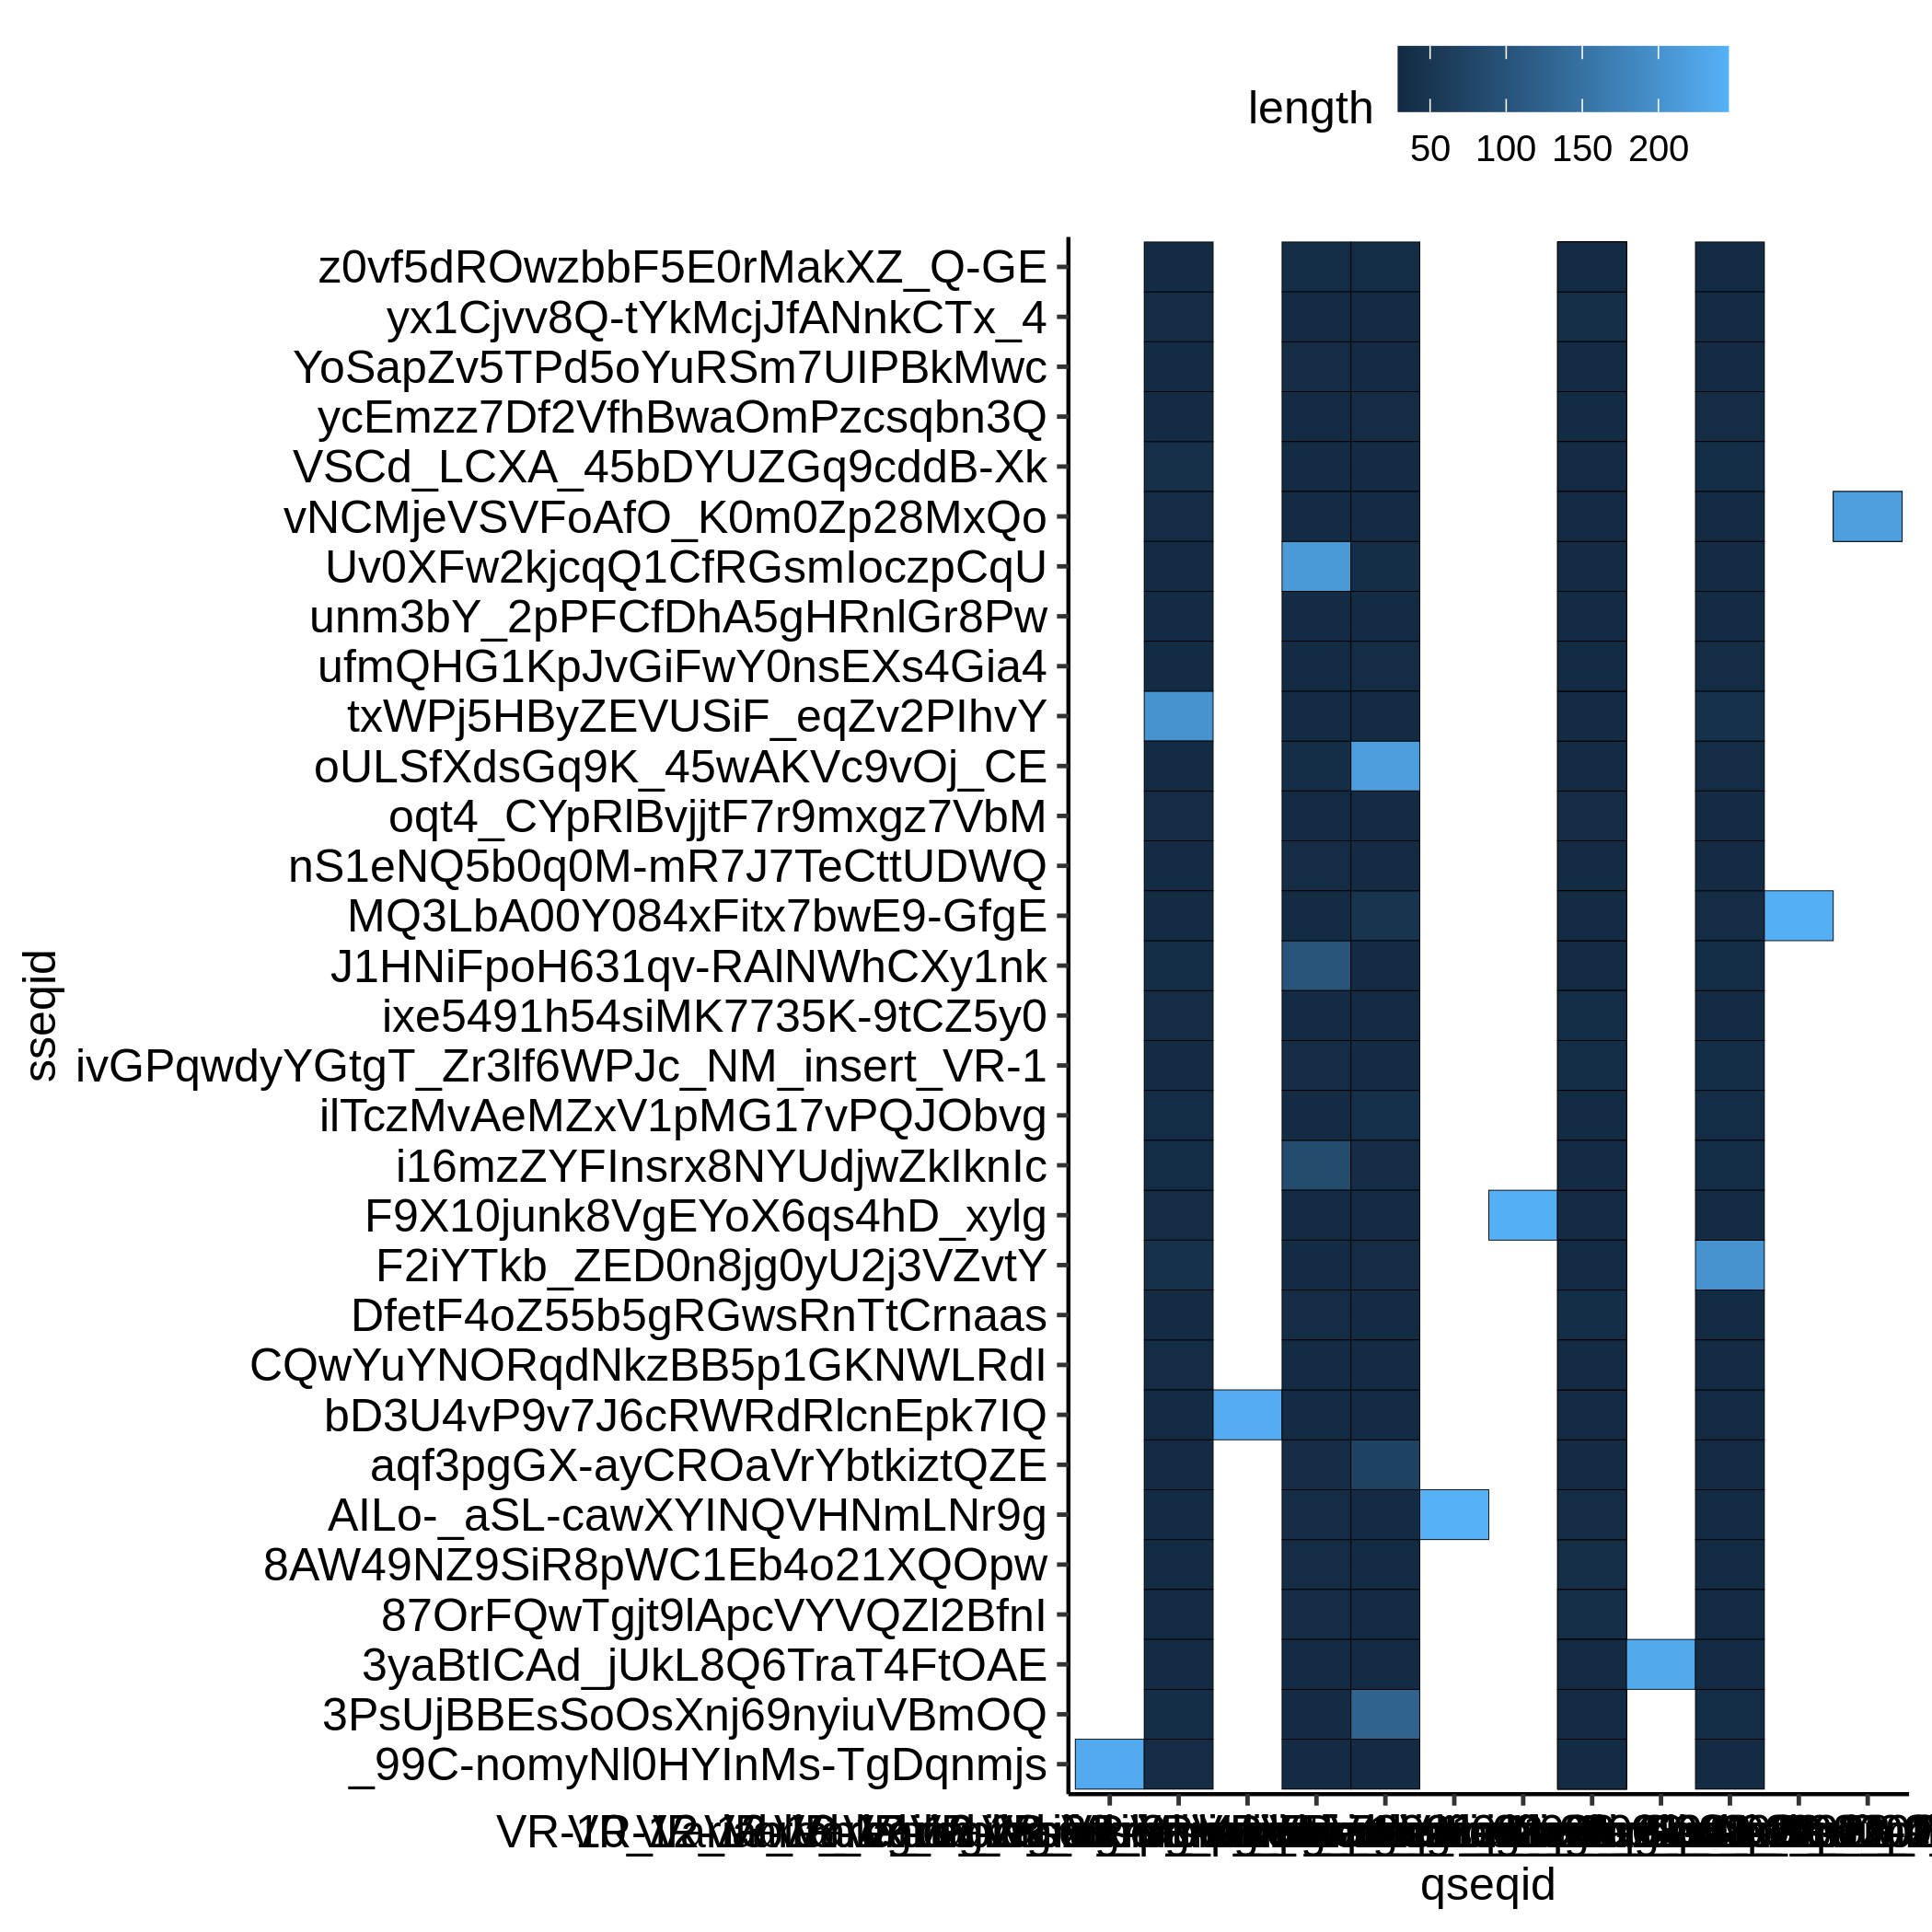 length
50 100 150 200
z0vf5dROwzbbF5E0rMakXZ_Q-GE
yx1Cjvv8Q-tYkMcjJfANnkCTx_4
YoSapZv5TPd5oYuRSm7UIPBkMwc
ycEmzz7Df2VfhBwaOmPzcsqbn3Q
VSCd_LCXA_45bDYUZGq9cddB-Xk
vNCMjeVSVFoAfO_K0m0Zp28MxQo
Uv0XFw2kjcqQ1CfRGsmIoczpCqU
unm3bY_2pPFCfDhA5gHRnlGr8Pw
ufmQHG1KpJvGiFwY0nsEXs4Gia4
txWPj5HByZEVUSiF_eqZv2PIhvY
oULSfXdsGq9K_45wAKVc9vOj_CE
oqt4_CYpRlBvjjtF7r9mxgz7VbM
nS1eNQ5b0q0M-mR7J7TeCttUDWQ
MQ3LbA00Y084xFitx7bwE9-GfgE
J1HNiFpoH631qv-RAlNWhCXy1nk
ixe5491h54siMK7735K-9tCZ5y0
ivGPqwdyYGtgT_Zr3lf6WPJc_NM_insert_VR-1
ilTczMvAeMZxV1pMG17vPQJObvg
i16mzZYFInsrx8NYUdjwZkIknIc
F9X10junk8VgEYoX6qs4hD_xylg
F2iYTkb_ZED0n8jg0yU2j3VZvtY
DfetF4oZ55b5gRGwsRnTtCrnaas
CQwYuYNORqdNkzBB5p1GKNWLRdI
bD3U4vP9v7J6cRWRdRlcnEpk7IQ
aqf3pgGX-ayCROaVrYbtkiztQZE
AILo-_aSL-cawXYINQVHNmLNr9g
8AW49NZ9SiR8pWC1Eb4o21XQOpw
87OrFQwTgjt9lApcVYVQZl2BfnI
3yaBtICAd_jUkL8Q6TraT4FtOAE
3PsUjBBEsSoOsXnj69nyiuVBmOQ
_99C-nomyNl0HYInMs-TgDqnmjs
sseqid
qseqid